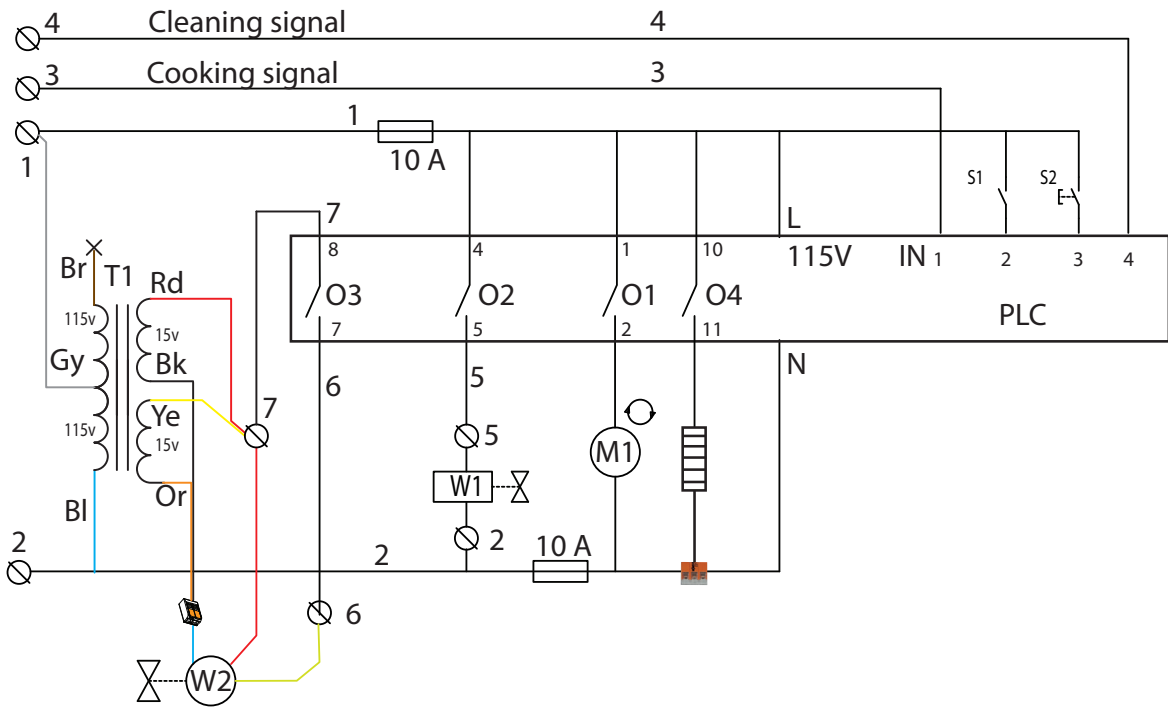 4 Cleaning signal 4
3 Cooking signal 3
1 1
10 A
S1 S2
7 L
8 4 1 10 115V IN 1 2 3 4
Br T1 Rd
O3 O2 O1 O4 PLC
115v 15v
7 5 2 11
Gy Bk N
6 5
Ye 7
115v 15v 5 M1
Or W1
Bl
2 2 2 10 A
6
W2